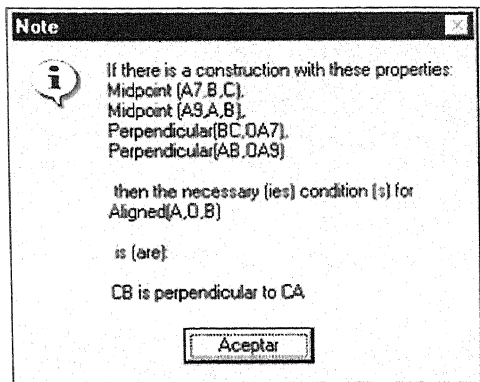 Note
If there is a construction with these properties:
Midpoint (A7,B,C),
Midpoint (A9,A,B),
Perpendicular(BC,OA7),
Perpendicular(AB,OA9)
then the necessary (ies) condition (s) for
Aligned(A,O,B)
is (are):
CB is perpendicular to CA
Aceptar